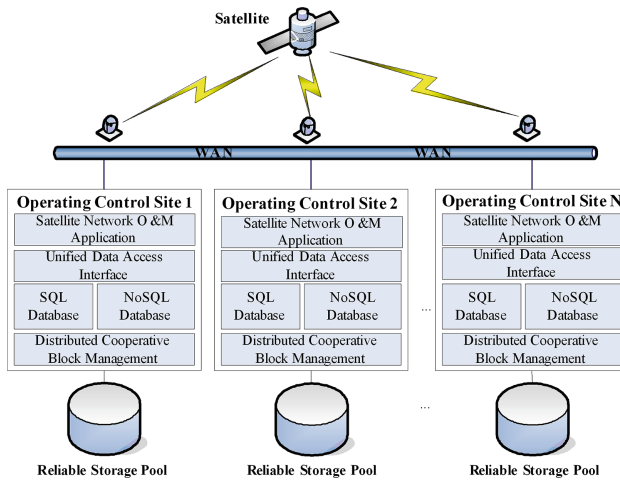 Satellite
WAN WAN
Operating Control Site 1
Satellite Network O &M
Application
Unified Data Access
Interface
SQL
Database
NoSQL
Database
Distributed Cooperative
Block Management
Reliable Storage Pool
Operating Control Site 2
Satellite Network O &M
Application
Unified Data Access
Interface
SQL
Database
NoSQL
Database
Distributed Cooperative
Block Management
Reliable Storage Pool
...
...
Operating Control Site N
Satellite Network O &M
Application
Unified Data Access
Interface
SQL
Database
NoSQL
Database
Distributed Cooperative
Block Management
Reliable Storage Pool